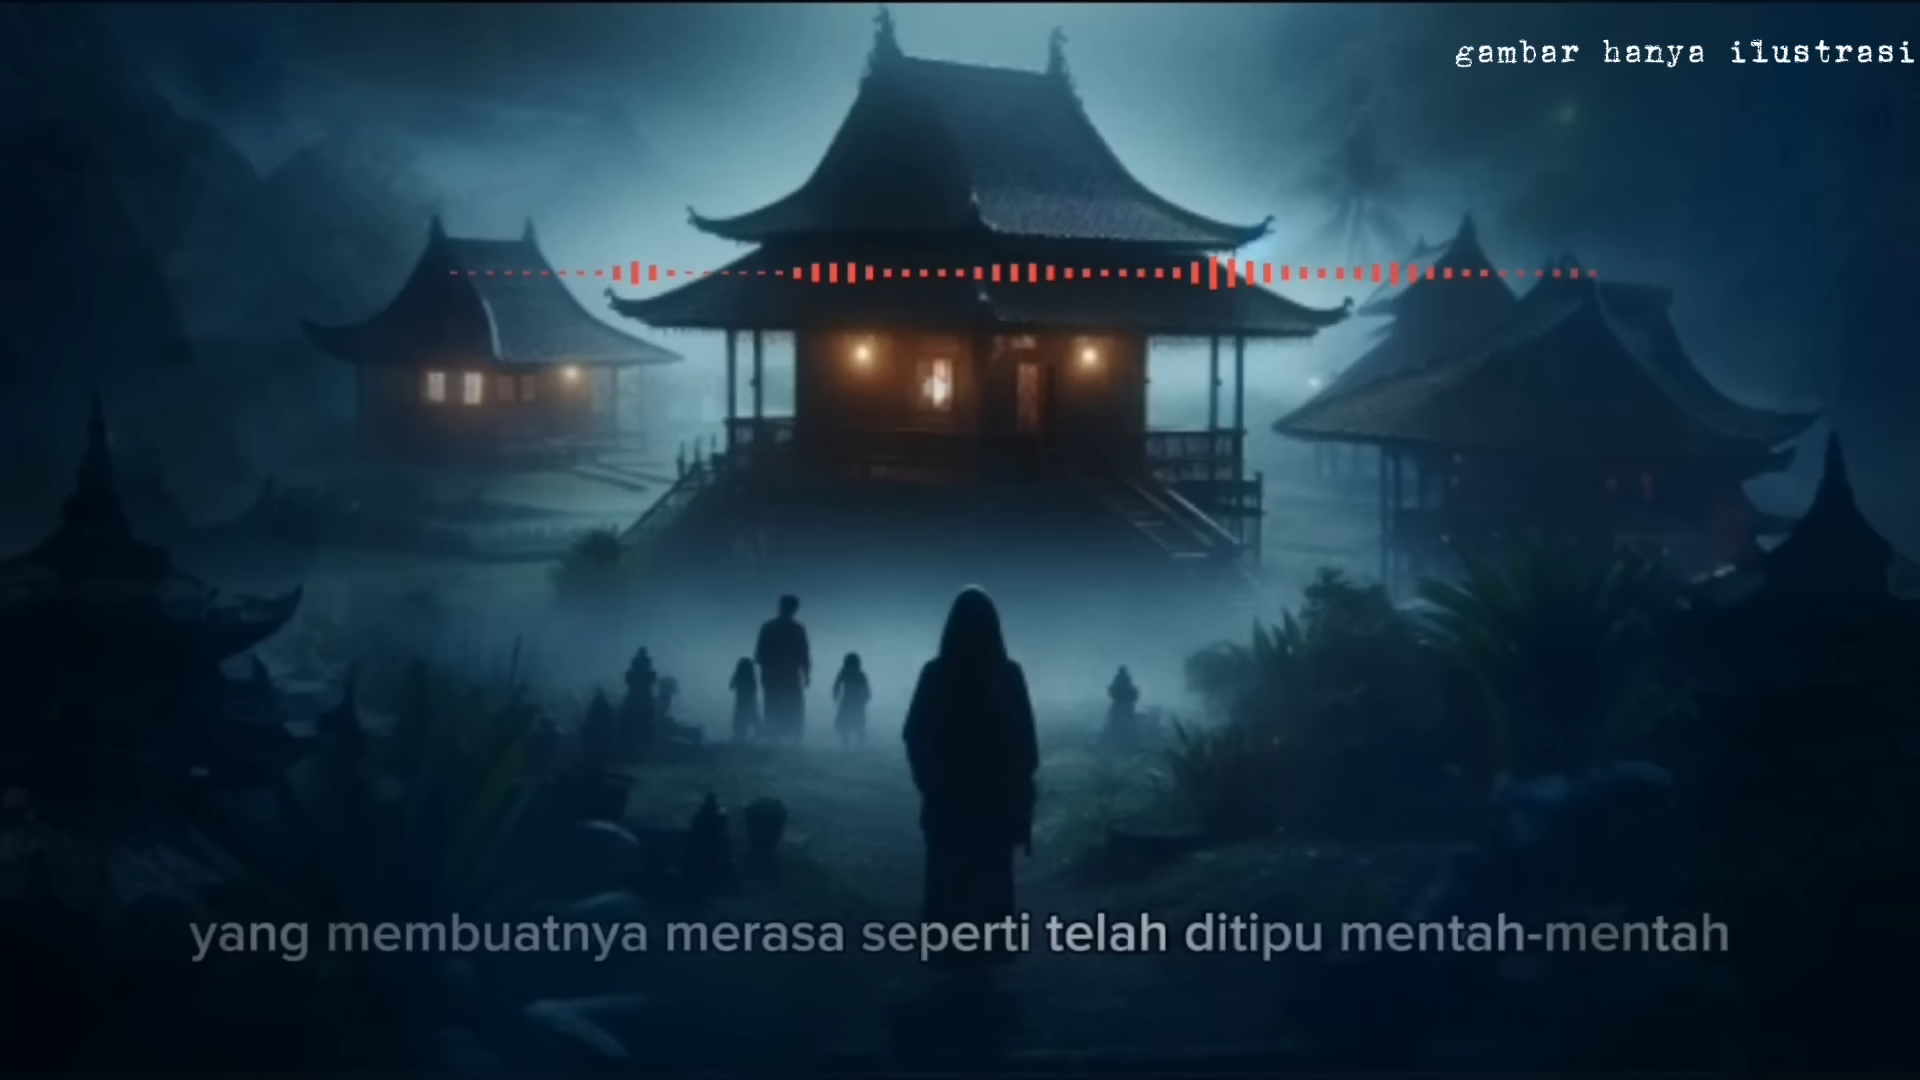 gambar hanya ilustrasi
yang membuatnya merasa seperti telah ditipu mentah-mentah